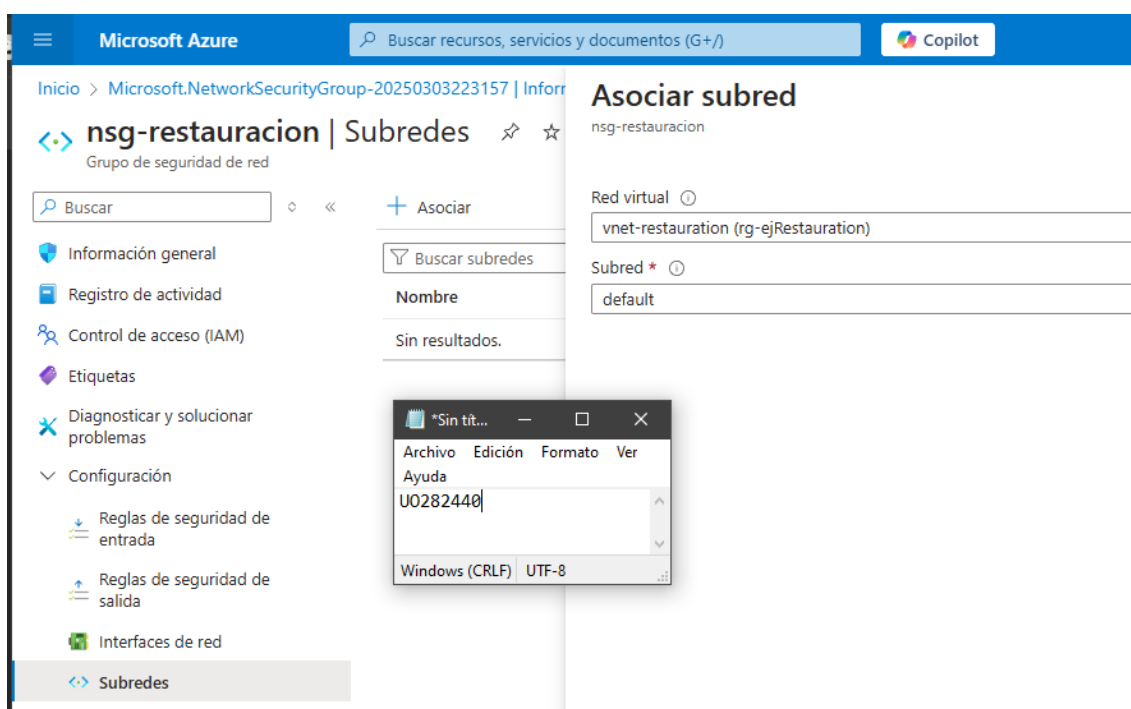 Microsoft Azure
Buscar recursos, servicios y documentos (G+/)
Copilot
Inicio > Microsoft.NetworkSecurityGroup-20250303223157 | Inforr
nsg-restauracion | Subredes
Grupo de seguridad de red
Buscar
Información general
Registro de actividad
Control de acceso (IAM)
Etiquetas
Diagnosticar y solucionar
problemas
Configuración
Reglas de seguridad de
entrada
Reglas de seguridad de
salida
Interfaces de red
Subredes
+ Asociar
Buscar subredes
Nombre
Sin resultados.
Asociar subred
nsg-restauracion
Red virtual
vnet-restauration (rg-ejRestauration)
Subred *
default
*Sin tít...
Archivo Edición Formato Ver
Ayuda
UO282440
Windows (CRLF) UTF-8